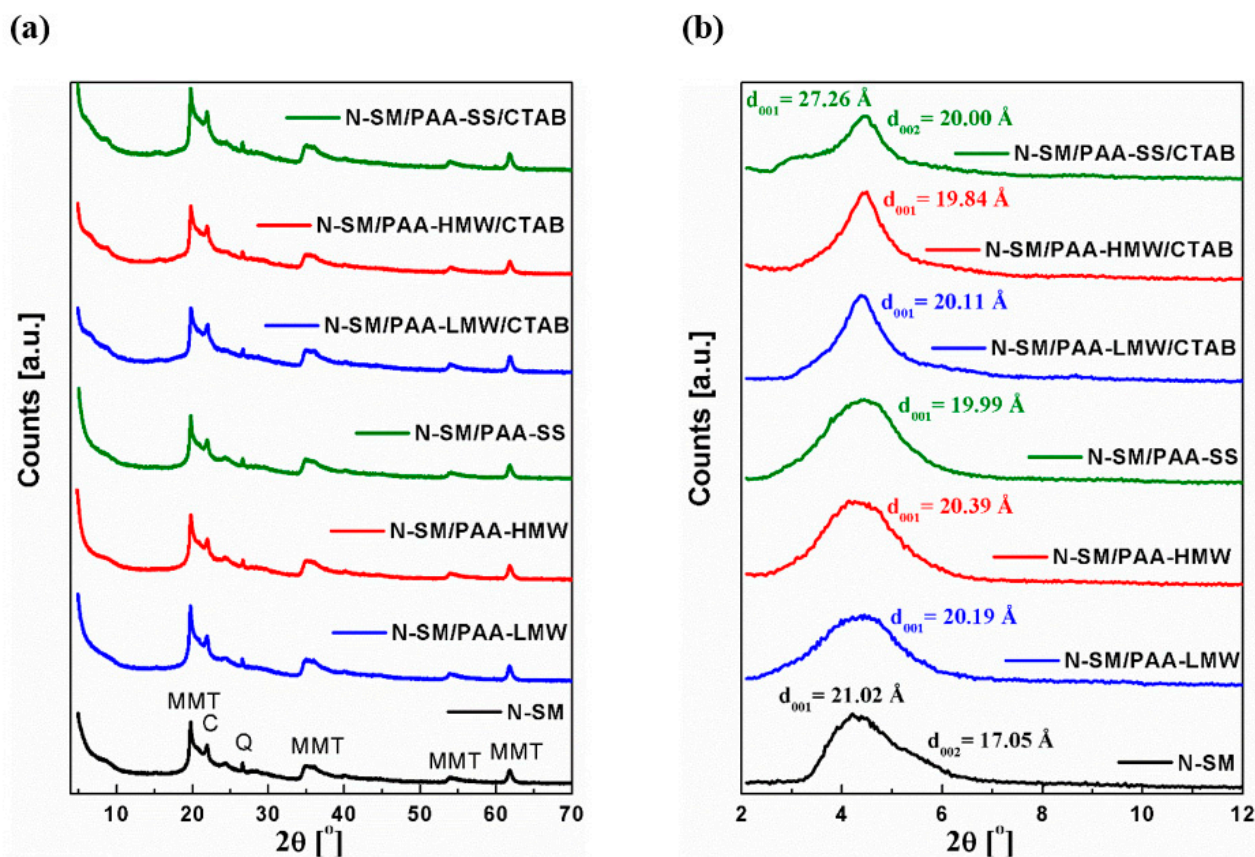 (a)
Counts [a.u.]
N-SM/PAA-SS/CTAB
N-SM/PAA-HMW/CTAB
N-SM/PAA-LMW/CTAB
N-SM/PAA-SS
N-SM/PAA-HMW
N-SM/PAA-LMW
N-SM
MMT
C
Q
MMT
MMT
MMT
10 20 30 40 50 60 70
2θ [°]
(b)
Counts [a.u.]
d001 = 27.26 Å
d002 = 20.00 Å
N-SM/PAA-SS/CTAB
d001 = 19.84 Å
N-SM/PAA-HMW/CTAB
d001 = 20.11 Å
N-SM/PAA-LMW/CTAB
d001 = 19.99 Å
N-SM/PAA-SS
d001 = 20.39 Å
N-SM/PAA-HMW
d001 = 20.19 Å
N-SM/PAA-LMW
d001 = 21.02 Å
d002 = 17.05 Å
N-SM
2 4 6 8 10 12
2θ [°]